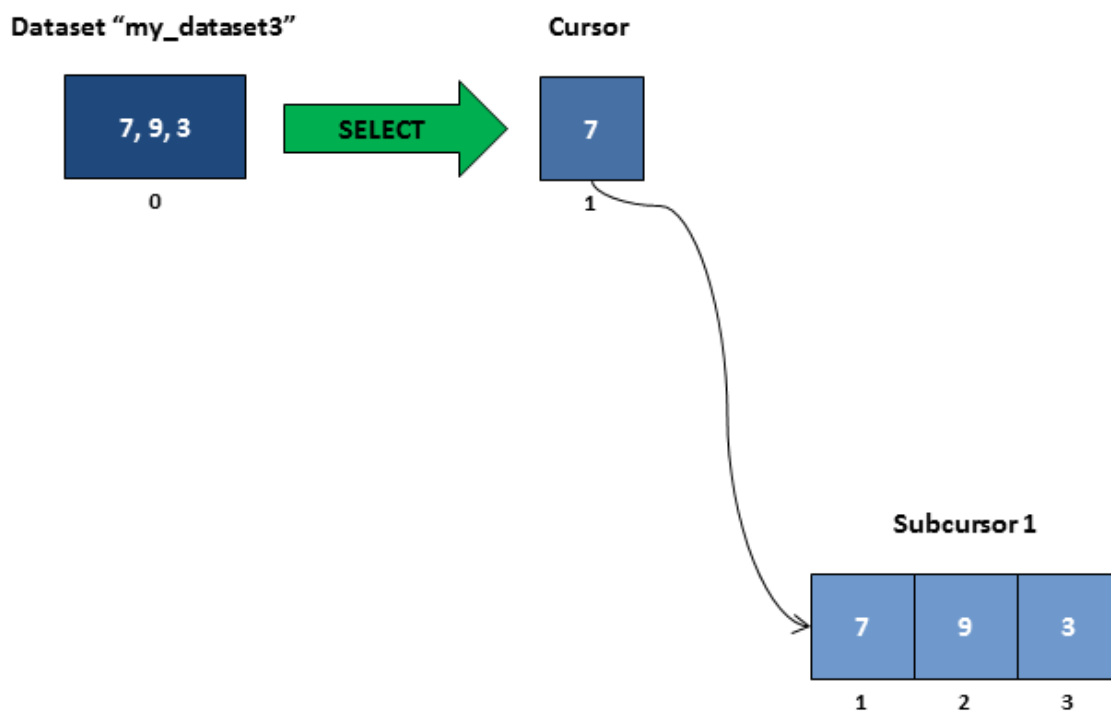 Dataset “my_dataset3”
Cursor
7, 9, 3
SELECT
7
0
1
Subcursor 1
7 9 3
1 2 3